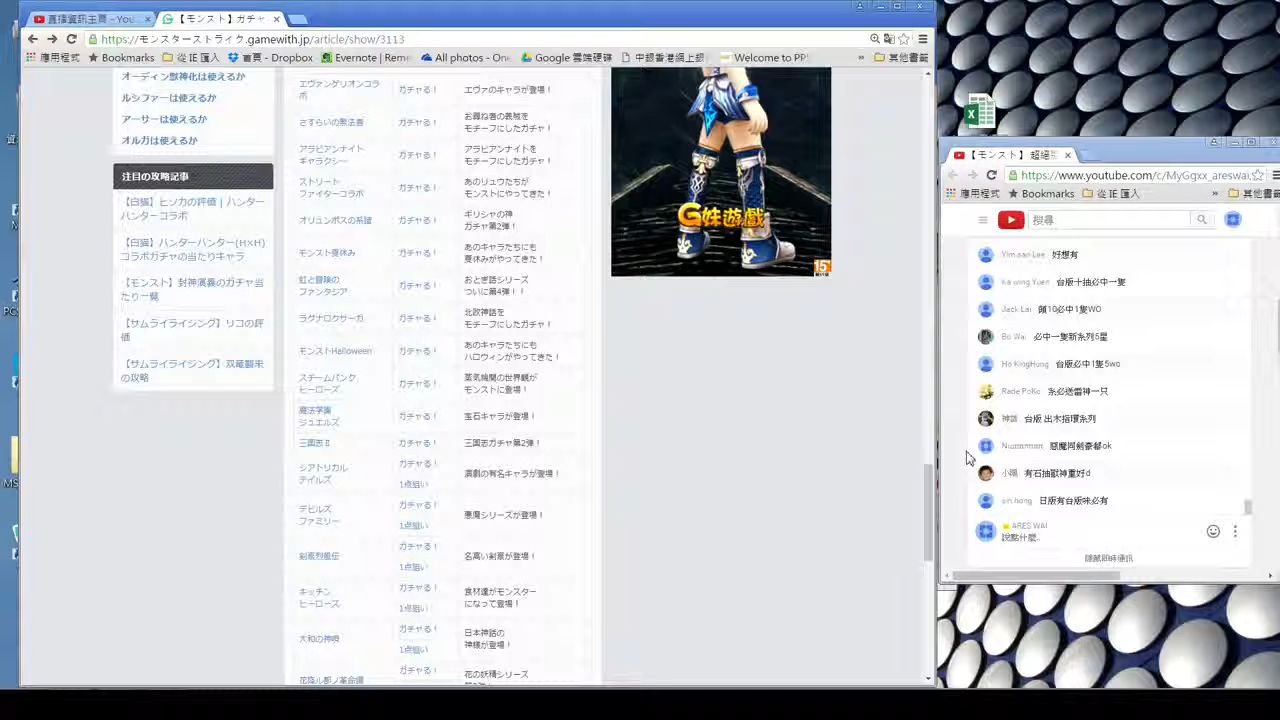 直播資訊主頁 - You
【モンスト】ガチャ
https://モンスターストライク.gamewith.jp/article/show/3113
應用程式
Bookmarks
首頁 - Dropbox
Evernote | Reme
All photos - One
Google 雲端硬碟
中銀香港網上銀
Welcome to PP
»
其他書籤
オーディン獣神化は使えるか
ルシファーは使えるか
アーサーは使えるか
オルガは使えるか
注目の攻略記事
【白猫】ヒソカの評価 | ハンター
ハンターコラボ
【白猫】ハンターハンター(H×H)
コラボガチャの当たりキャラ
【モンスト】封神演義のガチャ当
たり一覧
【サムライライジング】リコの評
価
【サムライライジング】双竜襲来
の攻略
エヴァンゲリオンコラ
ボ
ガチャる！
エヴァのキャラが登場！
さすらいの無法者
ガチャる！
お尋ね者の義賊を
モチーフにしたガチャ！
アラビアンナイト
ギャラクシー
ガチャる！
アラビアンナイトを
モチーフにしたガチャ！
ストリート
ファイターコラボ
ガチャる！
あのリュウたちが
モンストにやってきた！
オリュンポスの系譜
ガチャる！
ギリシャの神
ガチャ第2弾！
モンスト夏休み
ガチャる！
あのキャラたちにも
夏休みがやってきた！
虹と冒険の
ファンタジア
ガチャる！
おとぎ話シリーズ
ついに第4弾！！
ラグナロクサーガ
ガチャる！
北欧神話を
モチーフにしたガチャ！
モンストHalloween
ガチャる！
あのキャラたちにも
ハロウィンがやってきた！
スチームパンク
ヒーローズ
ガチャる！
蒸気機関の世界観が
モンストに登場！
魔法学園
ジュエルズ
ガチャる！
宝石キャラが登場！
三国志Ⅱ
ガチャる！
三国志ガチャ第2弾！
シアトリカル
テイルズ
ガチャる！
1点狙い
演劇の有名キャラが登場！
デビルズ
ファミリー
ガチャる！
1点狙い
悪魔シリーズが登場！
剣豪烈風伝
ガチャる！
1点狙い
名高い剣豪が登場！
キッチン
ヒーローズ
ガチャる！
1点狙い
食材達がモンスター
になって登場！
大和の神唄
ガチャる！
1点狙い
日本神話の
神様が登場！
ガチャる！
花の妖精シリーズ
G妹遊戲
15+
【モンスト】超絕
https://www.youtube.com/c/MyGgxx_areswai
應用程式
Bookmarks
從 IE 匯入
»
其他書籤
搜尋
Yim san Lee 好想有
Ka wing Yuen 台版十抽必中一隻
Jack Lai 頭10必中1隻WO
Bo Wai 必中一隻新系列5星
Ho KingHung 台版必中1隻5wo
Rade PoKo 系必送雷神一只
神話 台版 出木指環系列
惡魔同劍豪都ok
小陽 有石抽獸神重好d
on hong 日版有台版咪必有
ARES WAI
說點什麼...
隱藏即時通訊